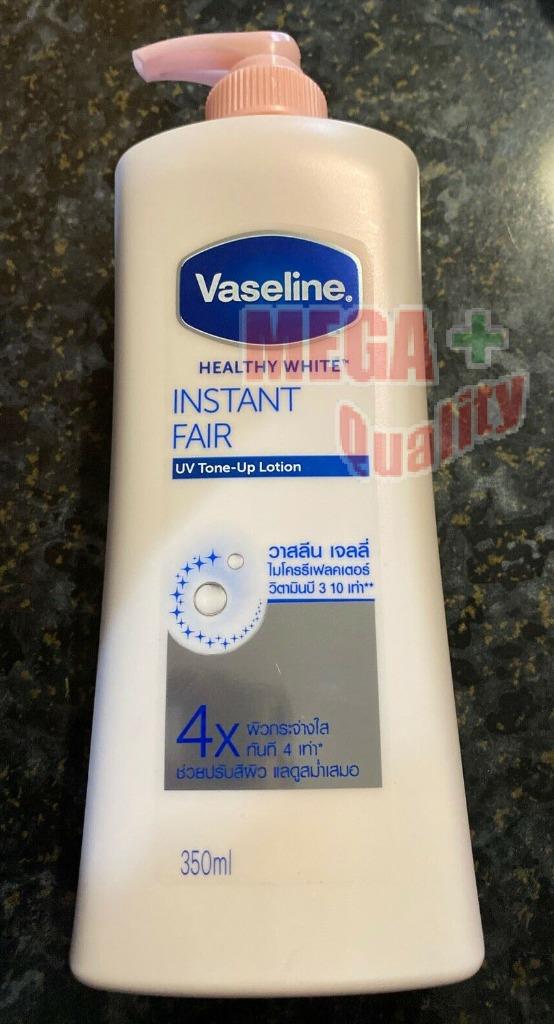 Vaseline®
HEALTHY WHITE™
INSTANT
FAIR
UV Tone-Up Lotion
MEGA +
Quality
วาสลีน เจลลี่
ไมโครรีเฟลคเตอร์
วิตามินบี 3 10 เท่า**
4x ผิวกระจ่างใส
ทันที 4 เท่า*
ช่วยปรับสีผิว แลดูสม่ำเสมอ
350ml